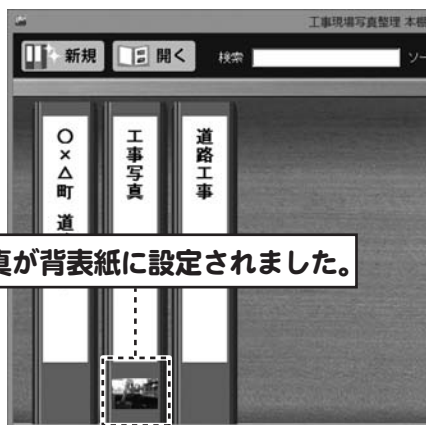 工事現場写真整理 本棚
新規
開く
検索
ソー
〇×△町 道
工事写真
道路工事
真が背表紙に設定されました。